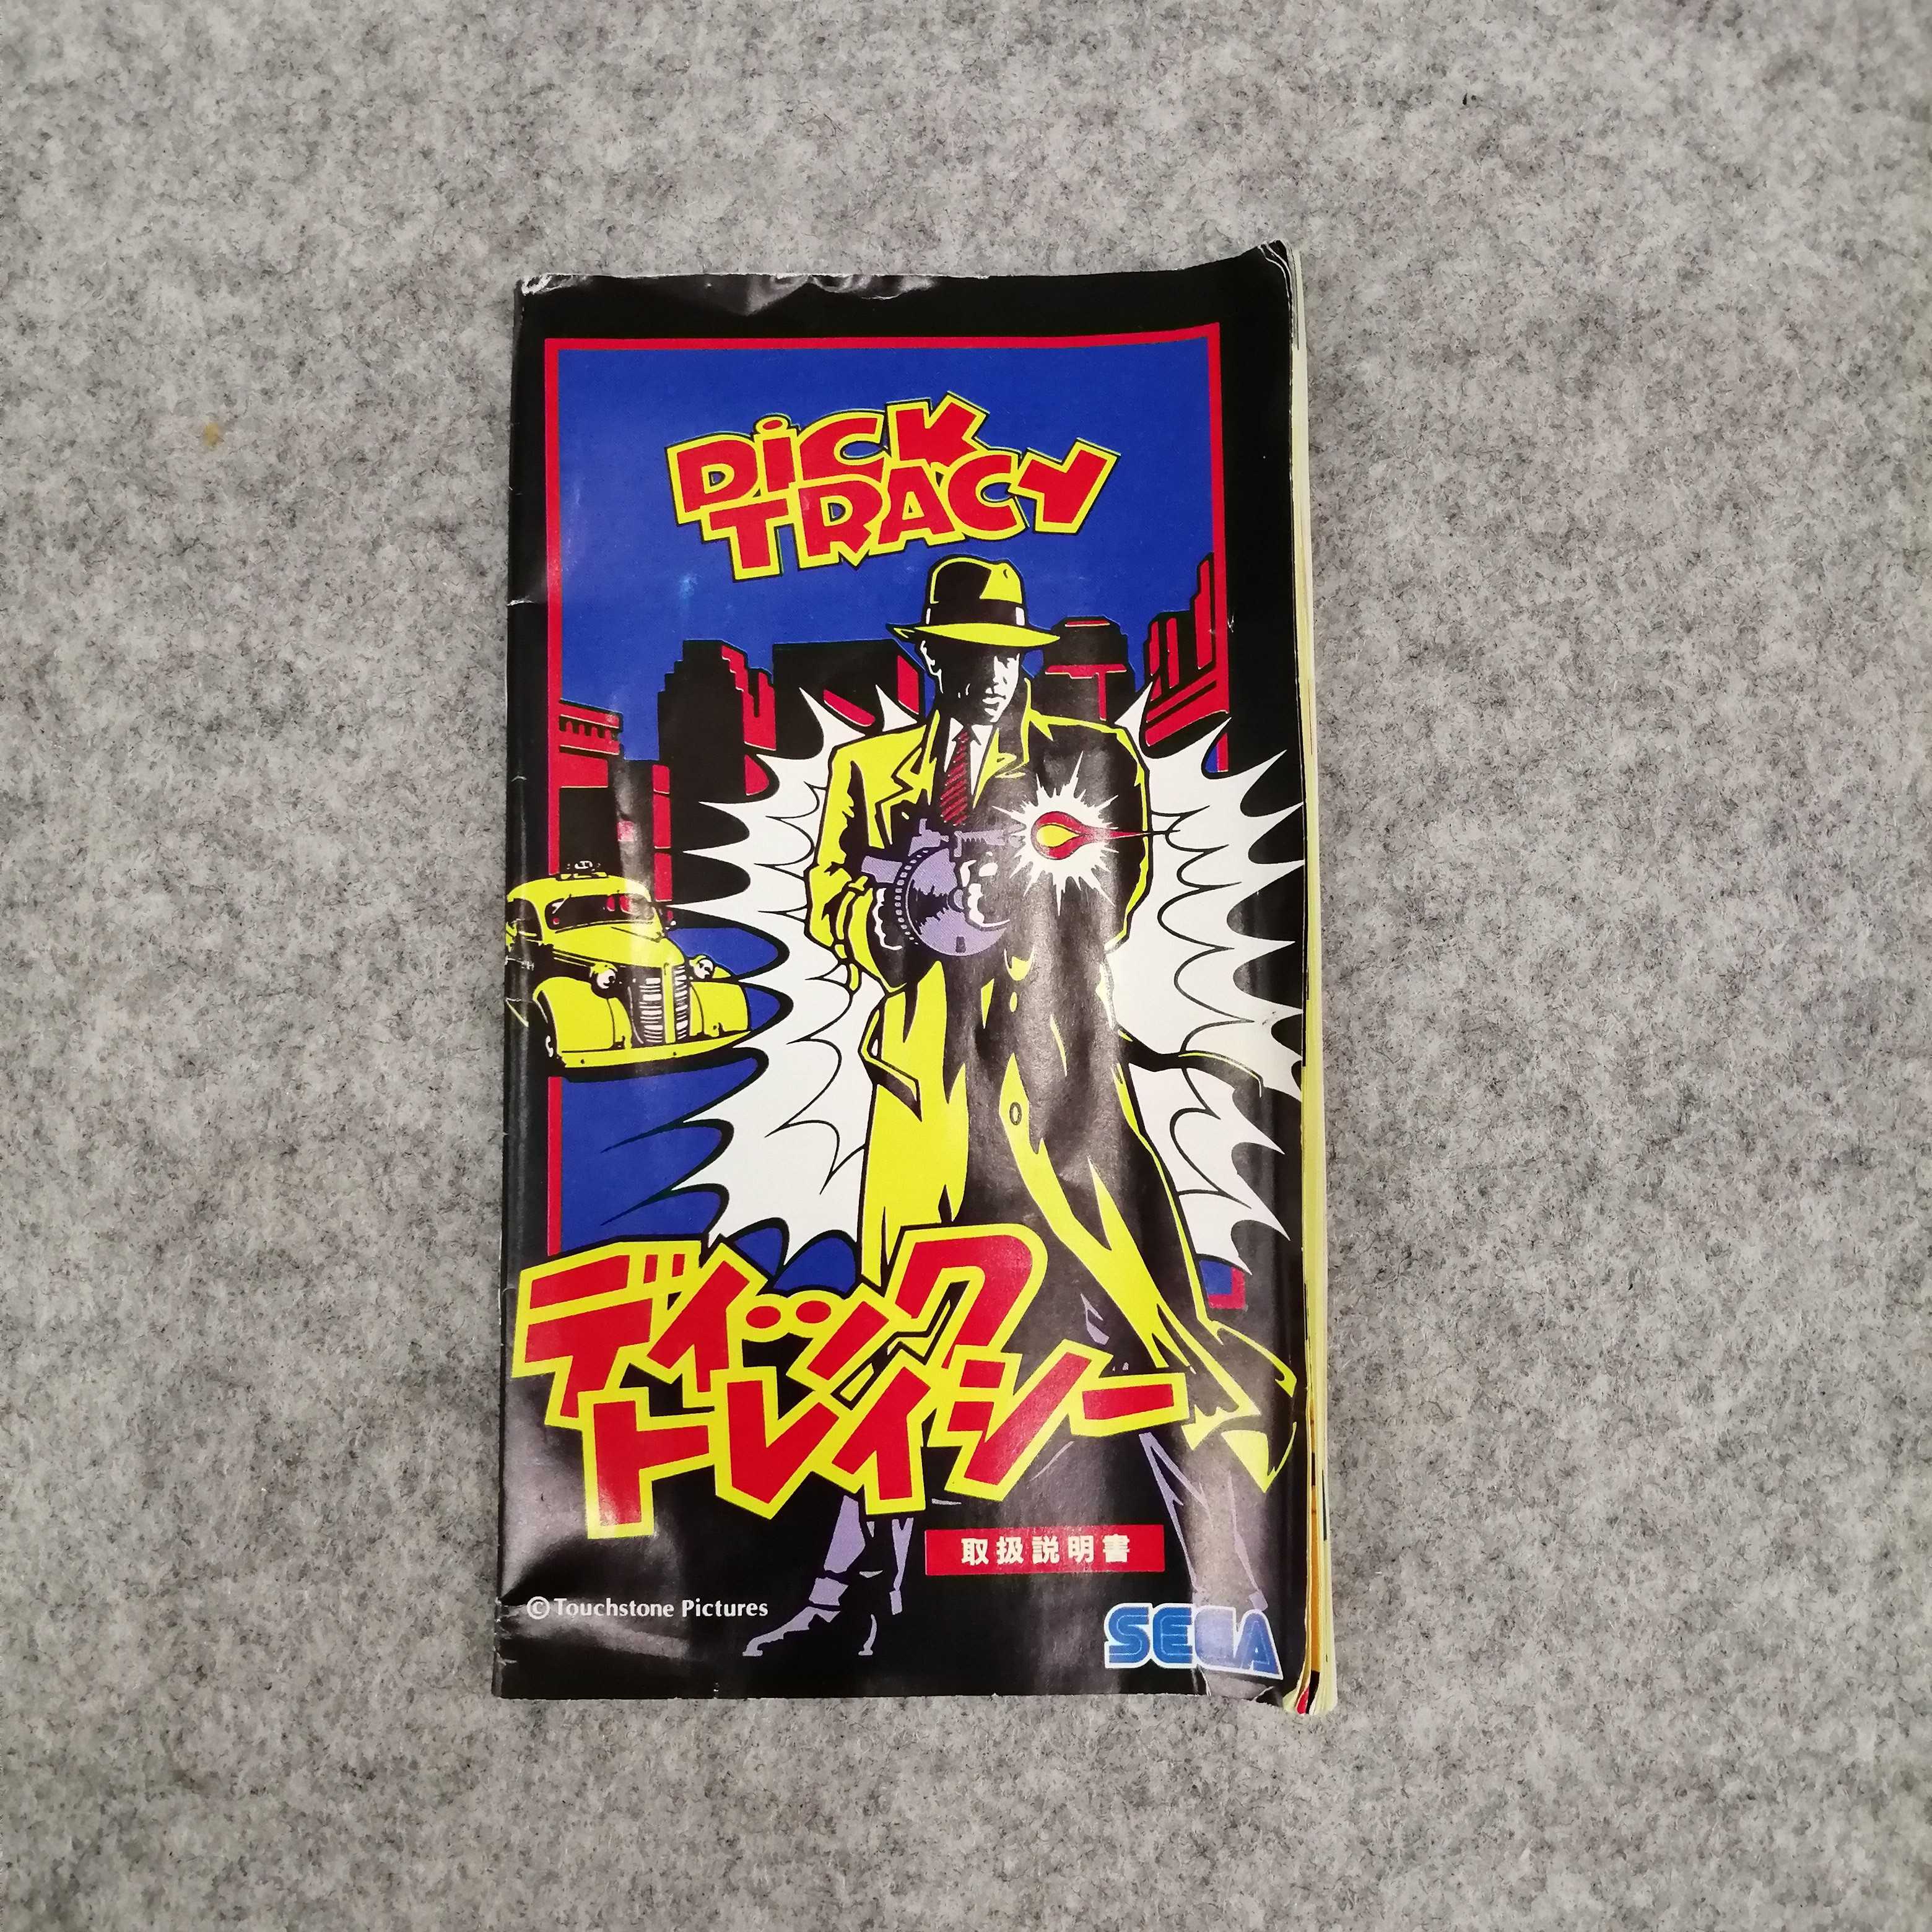 DiCK
TRACY
ディック
トレイシー
取扱説明書
©Touchstone Pictures
SEGA